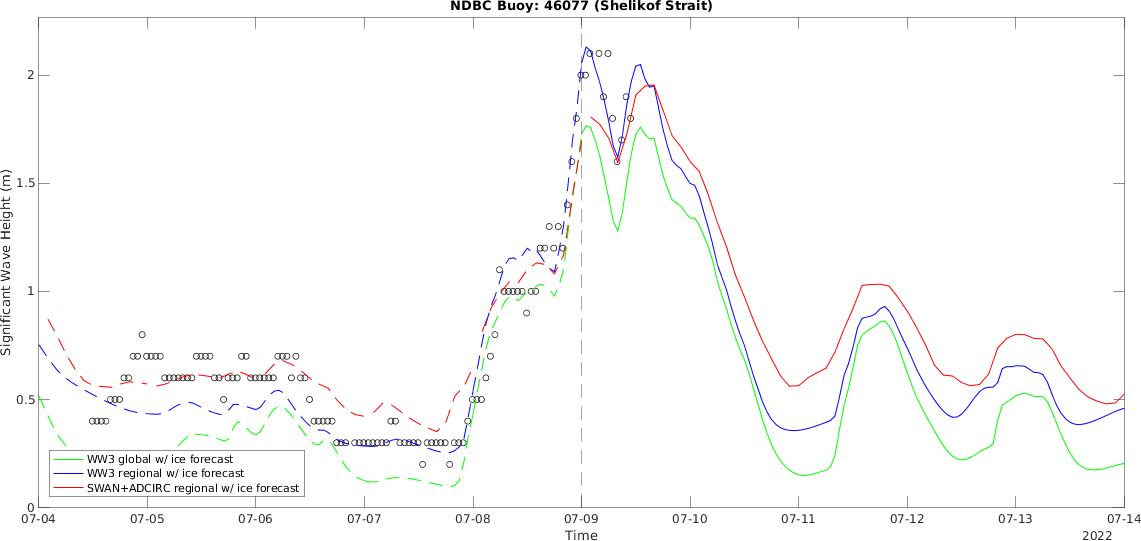 NDBC Buoy: 46077 (Shelikof Strait)
Significant Wave Height (m)
2
1.5
1
0.5
0
WW3 global w/ ice forecast
WW3 regional w/ ice forecast
SWAN+ADCIRC regional w/ ice forecast
07-04 07-05 07-06 07-07 07-08 07-09 07-10 07-11 07-12 07-13 07-14
Time
2022